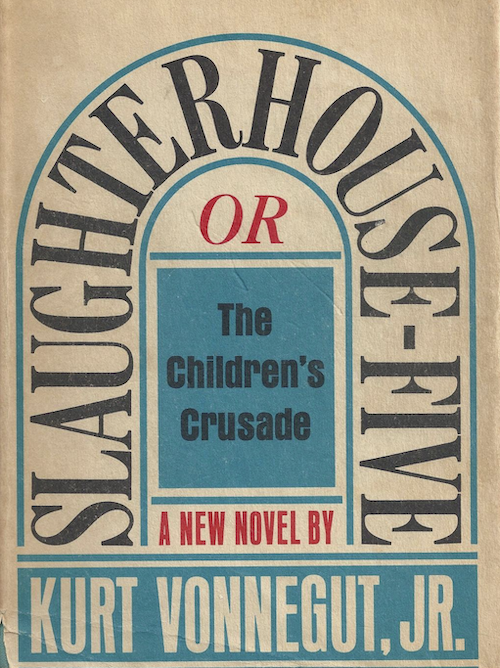 SLAUGHTERHOUSE-FIVE
OR
The
Children's
Crusade
A NEW NOVEL BY
KURT VONNEGUT, JR.